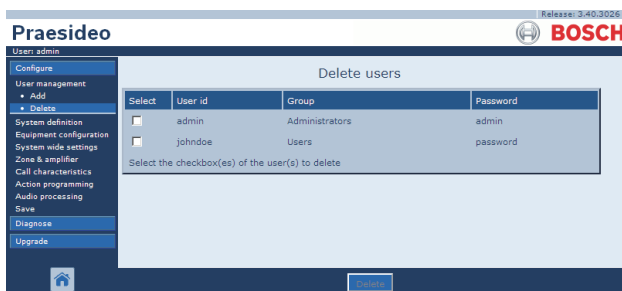 Release: 3.40.3026
Praesideo
BOSCH
User: admin
Configure
User management
• Add
• Delete
System definition
Equipment configuration
System wide settings
Zone & amplifier
Call characteristics
Action programming
Audio processing
Save
Diagnose
Upgrade
Delete users
Select User id Group Password
admin Administrators admin
johndoe Users password
Select the checkbox(es) of the user(s) to delete
Delete